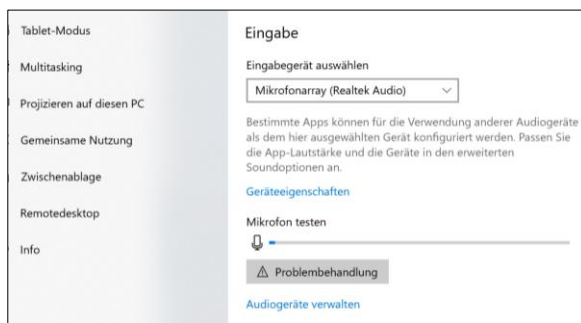 Tablet-Modus
Multitasking
Projizieren auf diesen PC
Gemeinsame Nutzung
Zwischenablage
Remotedesktop
Info
Eingabe
Eingabegerät auswählen
Mikrofonarray (Realtek Audio)
Bestimmte Apps können für die Verwendung anderer Audiogeräte
als dem hier ausgewählten Gerät konfiguriert werden. Passen Sie
die App-Lautstärke und die Geräte in den erweiterten
Soundoptionen an.
Geräteeigenschaften
Mikrofon testen
Problembehandlung
Audiogeräte verwalten